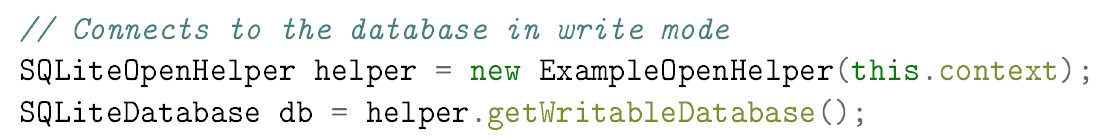 // Connects to the database in write mode
SQLiteOpenHelper helper = new ExampleOpenHelper(this.context);
SQLiteDatabase db = helper.getWritableDatabase();